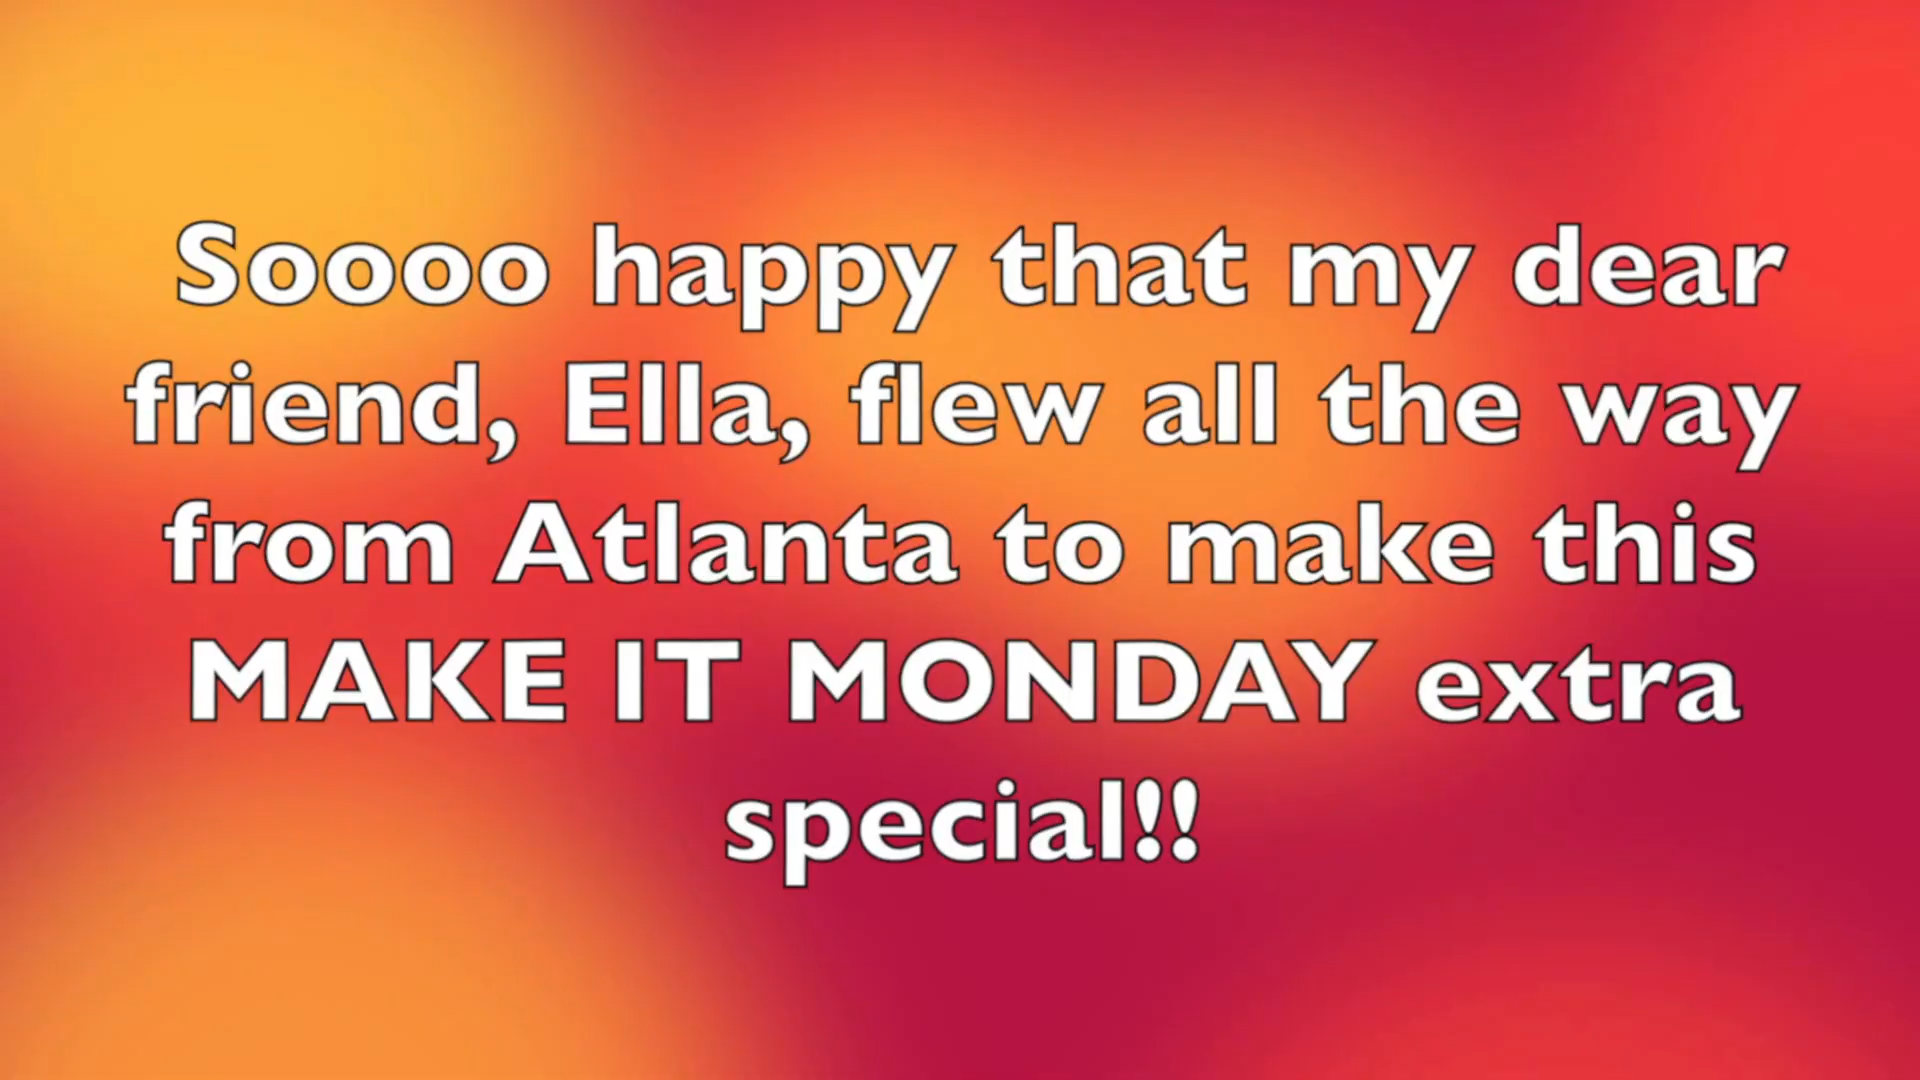 Soooo happy that my dear
friend, Ella, flew all the way
from Atlanta to make this
MAKE IT MONDAY extra
special!!